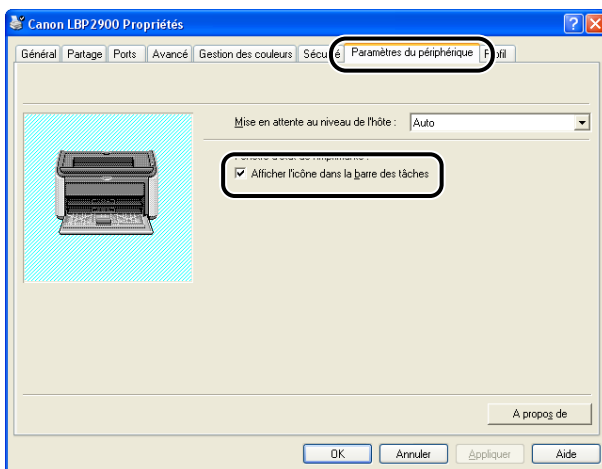 Canon LBP2900 Propriétés
Général Partage Ports Avancé Gestion des couleurs Paramètres du périphérique
Mise en attente au niveau de l'hôte : Auto
Afficher l'icône dans la barre des tâches
A propos de
OK Annuler Appliquer Aide